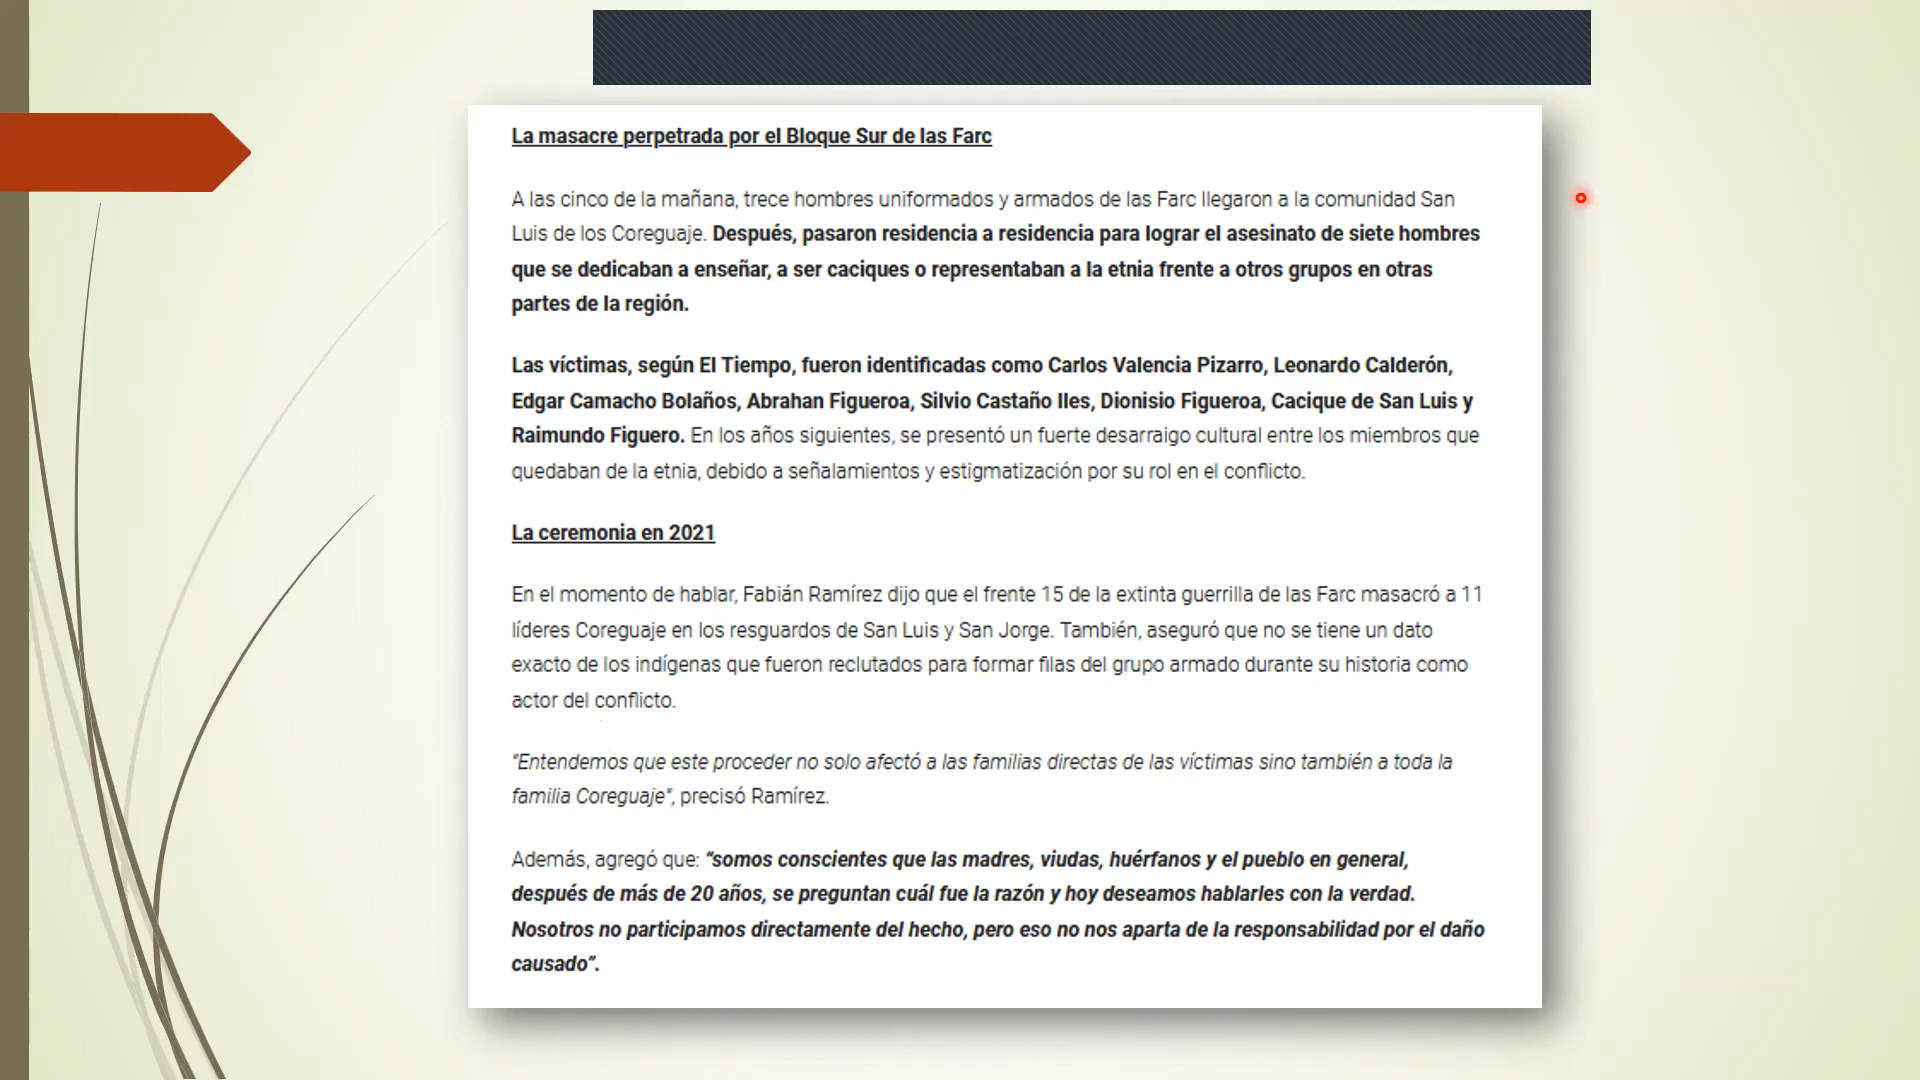 La masacre perpetrada por el Bloque Sur de las Farc
A las cinco de la mañana, trece hombres uniformados y armados de las Farc llegaron a la comunidad San
Luis de los Coreguaje. Después, pasaron residencia a residencia para lograr el asesinato de siete hombres
que se dedicaban a enseñar, a ser caciques o representaban a la etnia frente a otros grupos en otras
partes de la región.
Las víctimas, según El Tiempo, fueron identificadas como Carlos Valencia Pizarro, Leonardo Calderón,
Edgar Camacho Bolaños, Abrahan Figueroa, Silvio Castaño Iles, Dionisio Figueroa, Cacique de San Luis y
Raimundo Figuero. En los años siguientes, se presentó un fuerte desarraigo cultural entre los miembros que
quedaban de la etnia, debido a señalamientos y estigmatización por su rol en el conflicto.
La ceremonia en 2021
En el momento de hablar, Fabián Ramírez dijo que el frente 15 de la extinta guerrilla de las Farc masacró a 11
líderes Coreguaje en los resguardos de San Luis y San Jorge. También, aseguró que no se tiene un dato
exacto de los indígenas que fueron reclutados para formar filas del grupo armado durante su historia como
actor del conflicto.
“Entendemos que este proceder no solo afectó a las familias directas de las víctimas sino también a toda la
familia Coreguaje”, precisó Ramírez.
Además, agregó que: “somos conscientes que las madres, viudas, huérfanos y el pueblo en general,
después de más de 20 años, se preguntan cuál fue la razón y hoy deseamos hablarles con la verdad.
Nosotros no participamos directamente del hecho, pero eso no nos aparta de la responsabilidad por el daño
causado”.